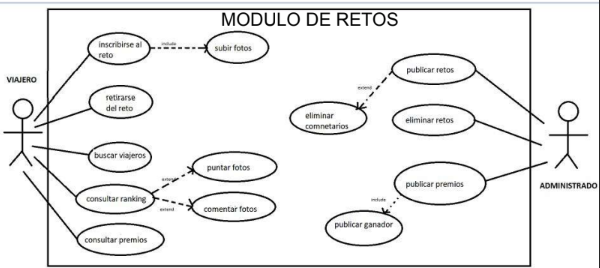 MODULO DE RETOS
VIAJERO
inscribirse al
reto
include
subir fotos
retirarse
del reto
buscar viajeros
consultar ranking
extend
puntar fotos
extend
comentar fotos
consultar premios
publicar retos
extend
eliminar
comnetarios
eliminar retos
publicar premios
include
publicar ganador
ADMINISTRADO